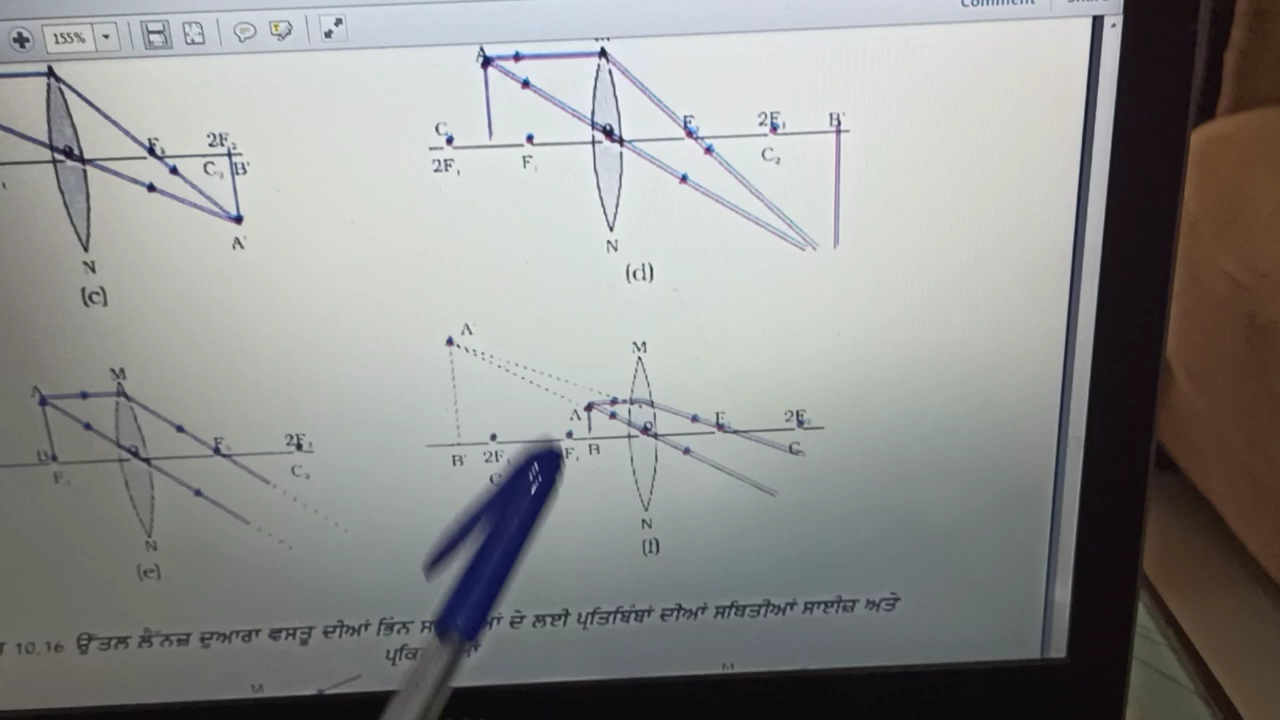 Comment
155%
A M
C₁ O F₂ 2F₂ B'
2F₁ F₁ C₂
N
(d)
F₂ 2F₂
O C₂ B'
A'
N
(c)
A'
M
A O F₂ 2F₂
B' 2F₁ F₁ B C₂
N
(f)
M
A
B O F₂ 2F₂
F₁ C₂
N
(e)
10.16 ਉੱਤਲ ਲੈੱਨਜ਼ ਦੁਆਰਾ ਵਸਤੂ ਦੀਆਂ ਭਿੰਨ ਦੇ ਲਈ ਪ੍ਰਤਿਬਿੰਬਾਂ ਦੀਆਂ ਸਥਿਤੀਆਂ ਸਾਈਜ਼ ਅਤੇ
M M